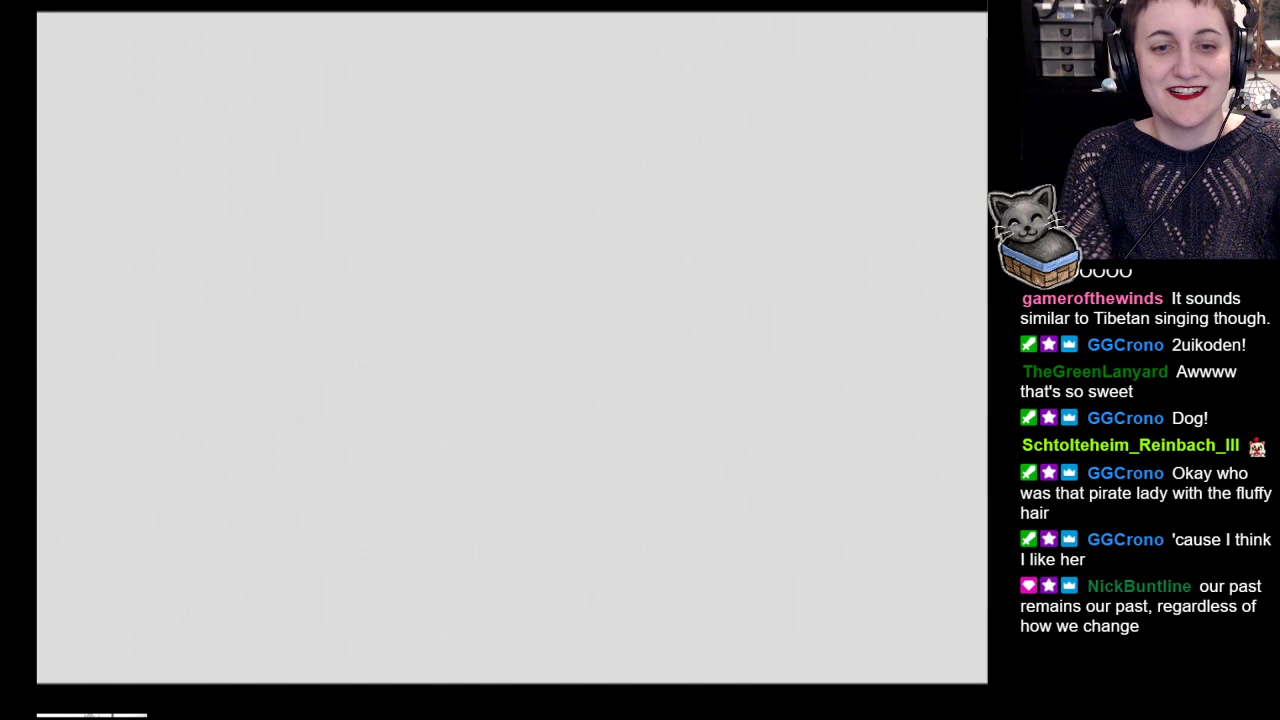 gameofthewinds It sounds
similar to Tibetan singing though.
GGCrono 2uikoden!
TheGreenLanyard Awwww
that's so sweet
GGCrono Dog!
Schtolteheim_Reinbach_III
GGCrono Okay who
was that pirate lady with the fluffy
hair
GGCrono 'cause I think
I like her
NickBuntline our past
remains our past, regardless of
how we change